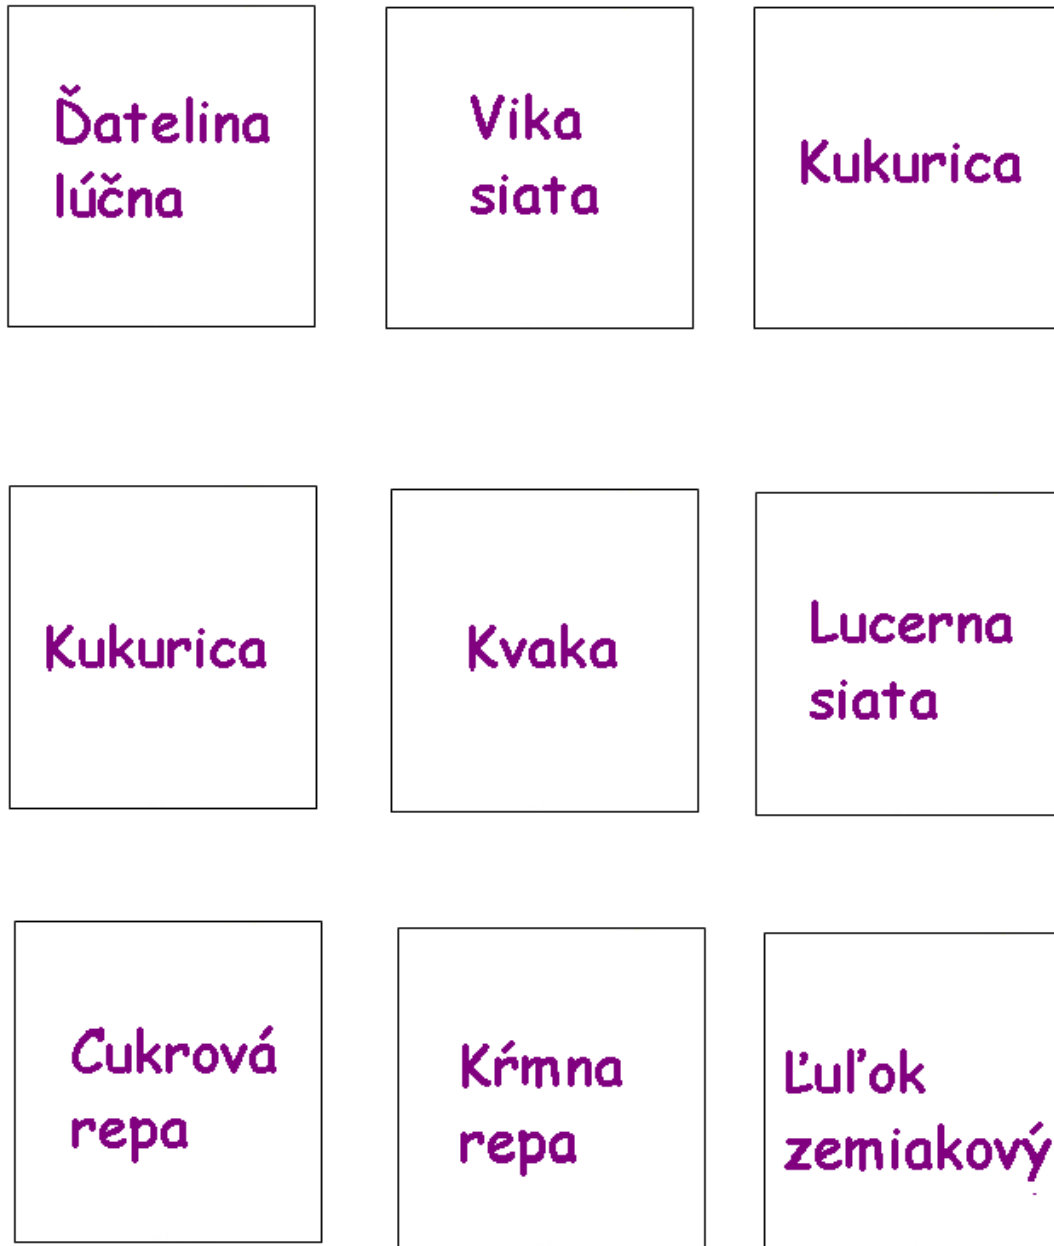 Ďatelina
lúčna
Vika
siata
Kukurica
Kukurica
Kvaka
Lucerna
siata
Cukrová
repa
Kŕmna
repa
Ľuľok
zemiakový